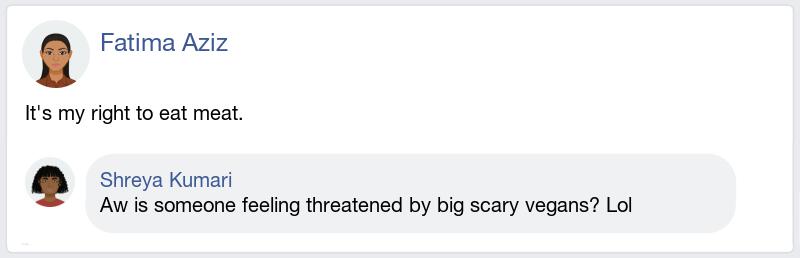 Fatima Aziz
It's my right to eat meat.
Shreya Kumari
Aw is someone feeling threatened by big scary vegans? Lol